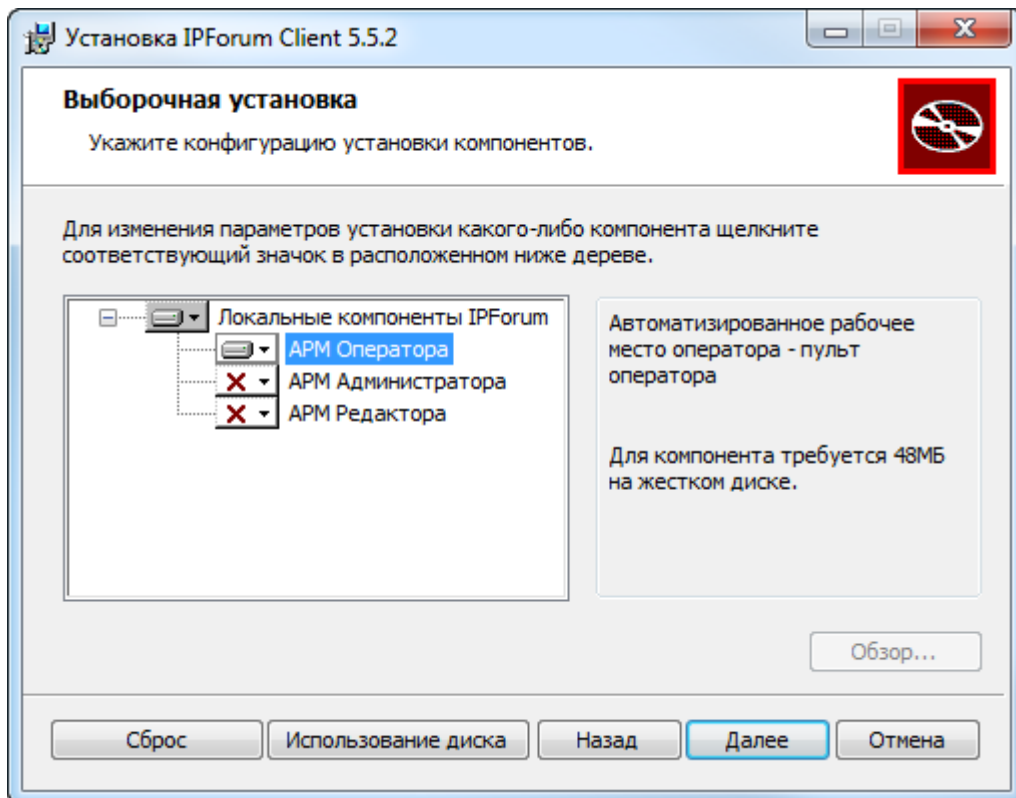 Установка IPForum Client 5.5.2
Выборочная установка
Укажите конфигурацию установки компонентов.
Для изменения параметров установки какого-либо компонента щелкните
соответствующий значок в расположенном ниже дереве.
Локальные компоненты IPForum
АРМ Оператора
АРМ Администратора
АРМ Редактора
Автоматизированное рабочее
место оператора - пульт
оператора
Для компонента требуется 48МБ
на жестком диске.
Обзор...
Сброс
Использование диска
Назад
Далее
Отмена